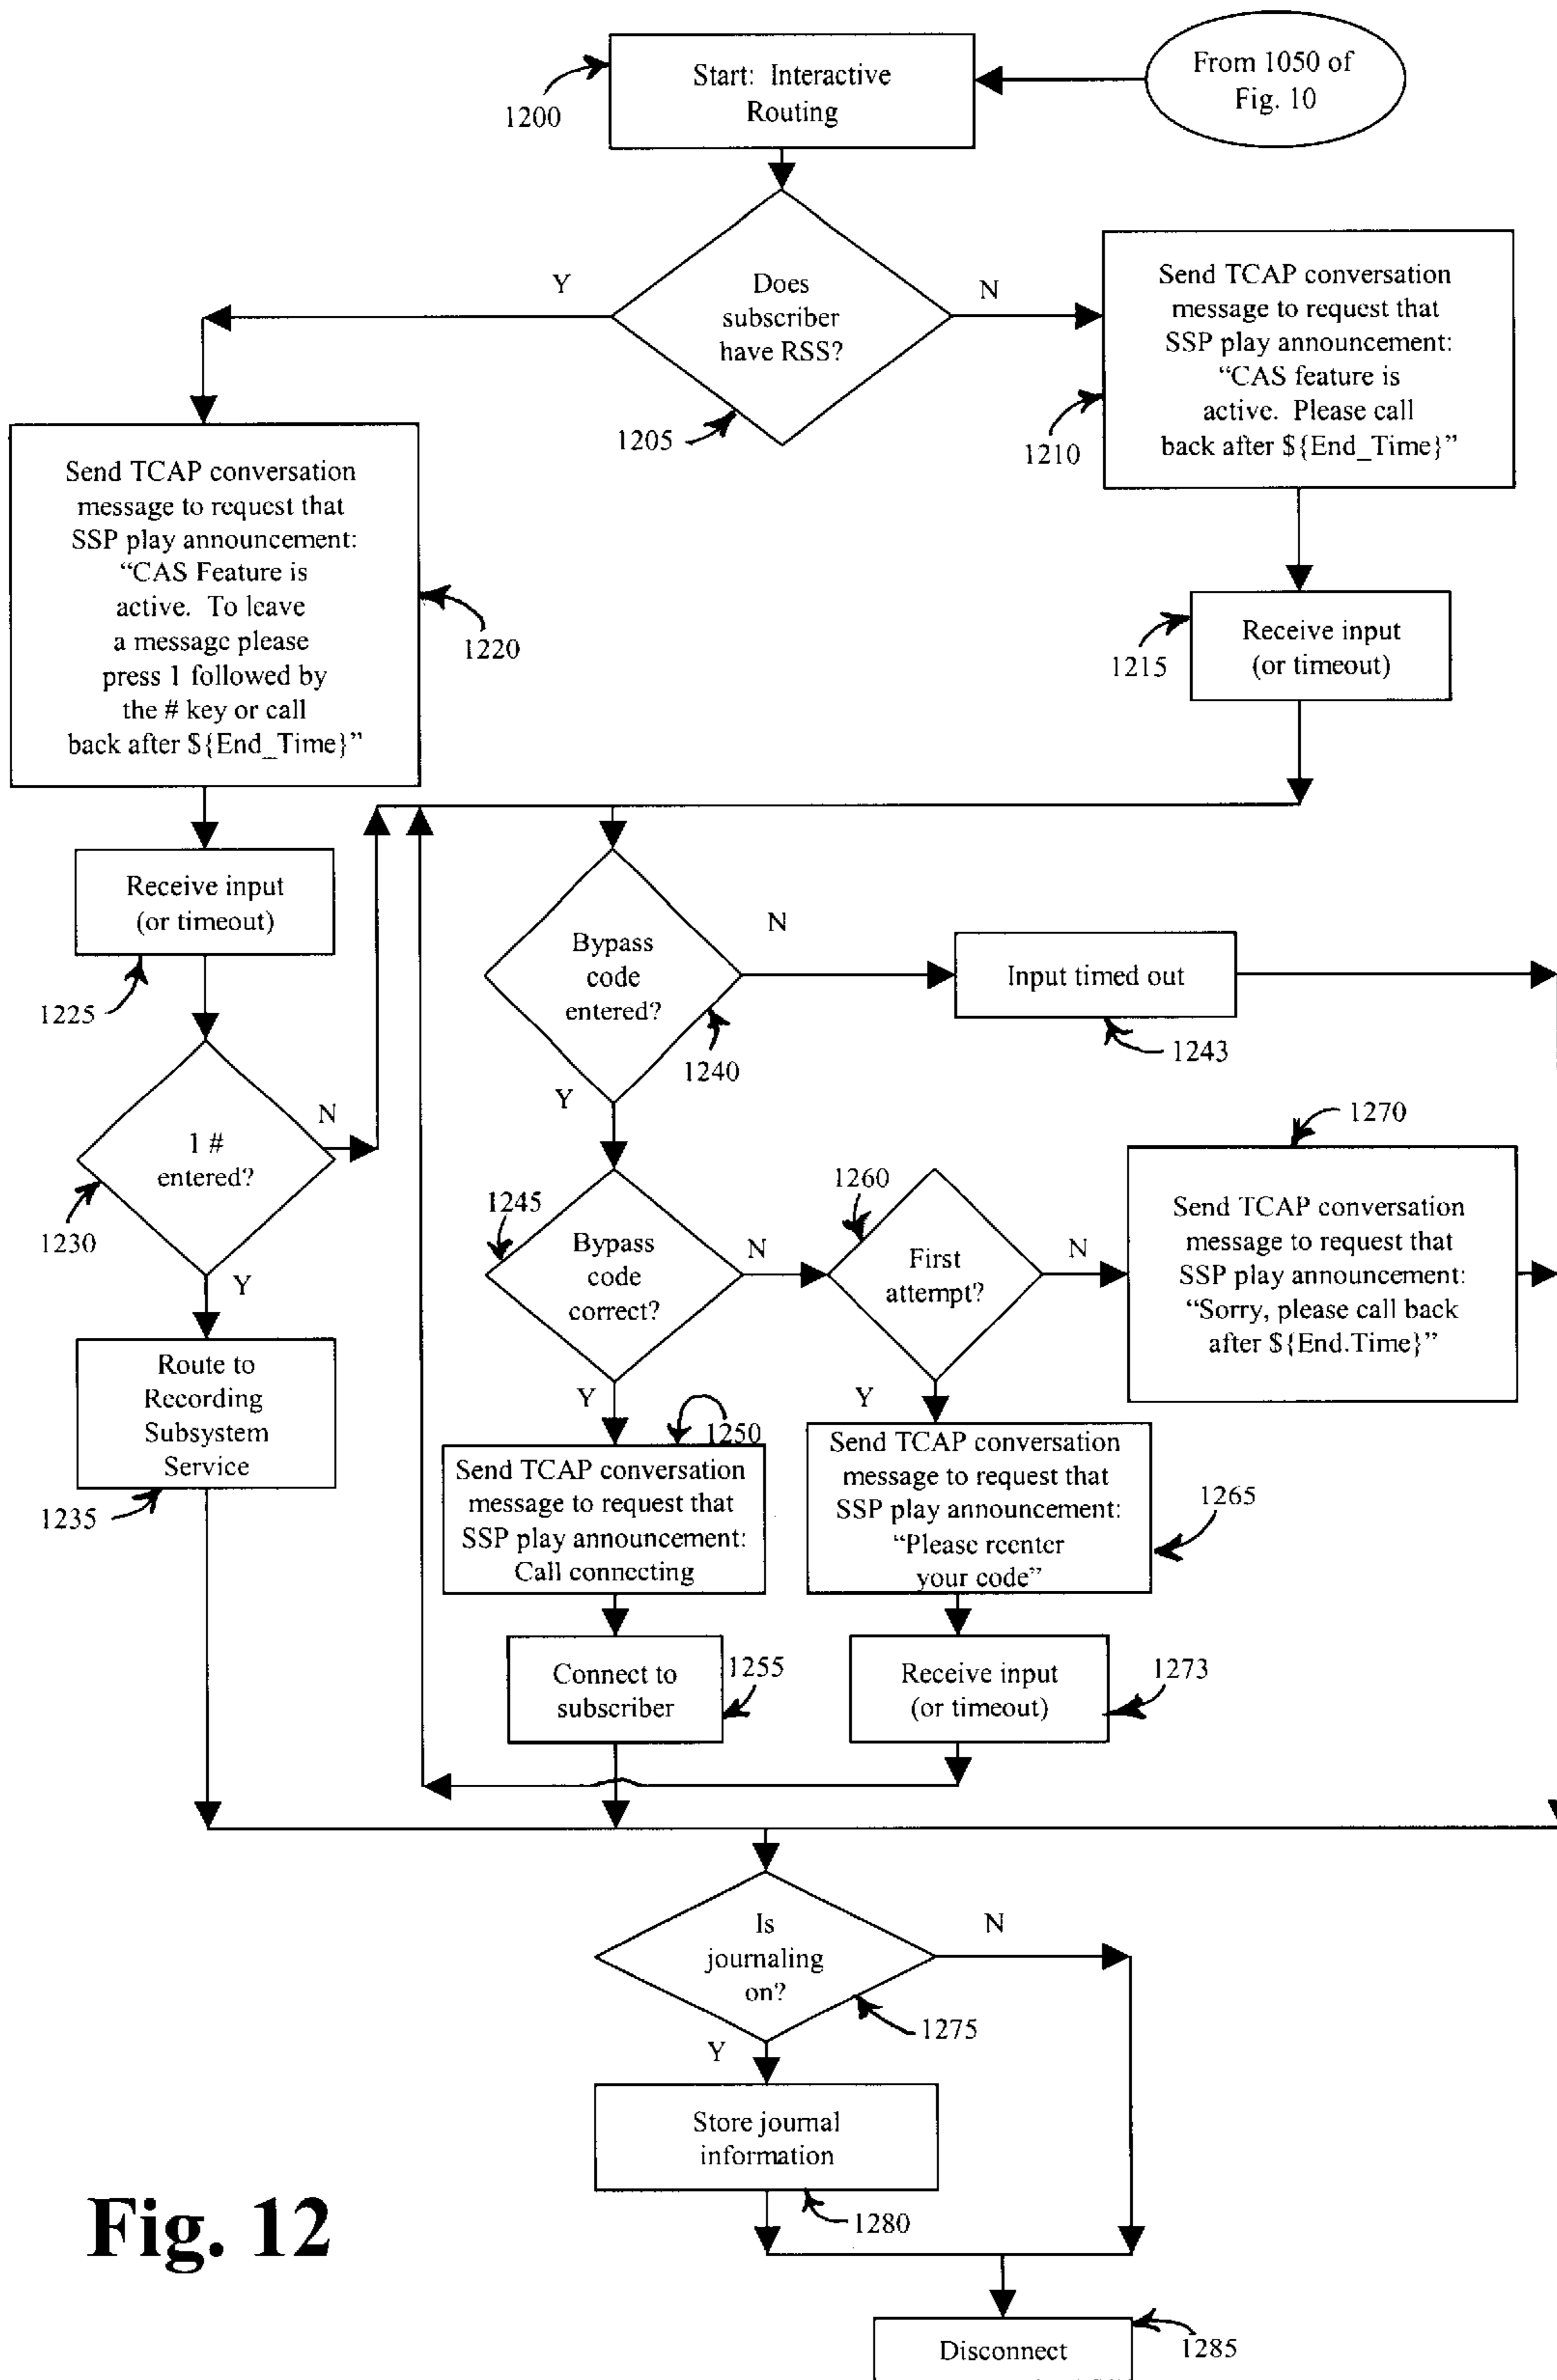 From 1050 of
Fig. 10
Start: Interactive
Routing
1200
Does
subscriber
have RSS?
Y
N
1205
Send TCAP conversation
message to request that
SSP play announcement:
“CAS feature is
active. Please call
back after ${End_Time}”
1210
Receive input
(or timeout)
1215
Send TCAP conversation
message to request that
SSP play announcement:
“CAS Feature is
active. To leave
a message please
press 1 followed by
the # key or call
back after ${End_Time}”
1220
Receive input
(or timeout)
1225
1 #
entered?
N
1230
Y
Route to
Recording
Subsystem
Service
1235
Bypass
code
entered?
N
1240
Y
Input timed out
1243
Bypass
code
correct?
1245
N
Y
First
attempt?
1260
N
Y
1270
Send TCAP conversation
message to request that
SSP play announcement:
“Sorry, please call back
after ${End.Time}”
1250
Send TCAP conversation
message to request that
SSP play announcement:
Call connecting
Send TCAP conversation
message to request that
SSP play announcement:
“Please reenter
your code”
1265
Connect to
subscriber
1255
Receive input
(or timeout)
1273
Is
journaling
on?
N
1275
Y
Store journal
information
1280
Disconnect
1285
Fig. 12